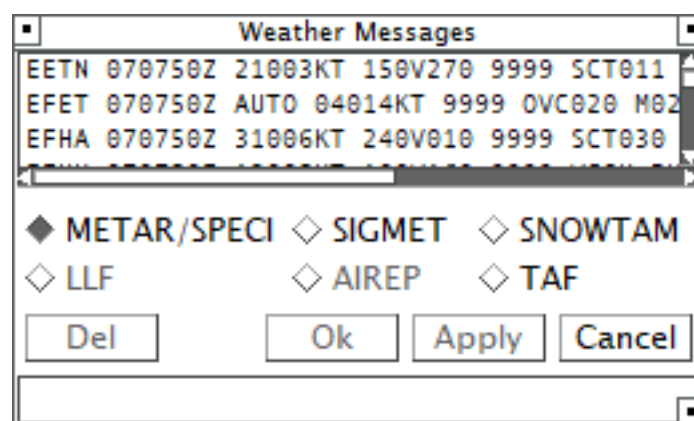 Weather Messages
EETN 070750Z 21003KT 150V270 9999 SCT011
EFET 070750Z AUTO 04014KT 9999 OVC020 M02
EFHA 070750Z 31006KT 240V010 9999 SCT030
METAR/SPECI SIGMET SNOWTAM
LLF AIREP TAF
Del Ok Apply Cancel